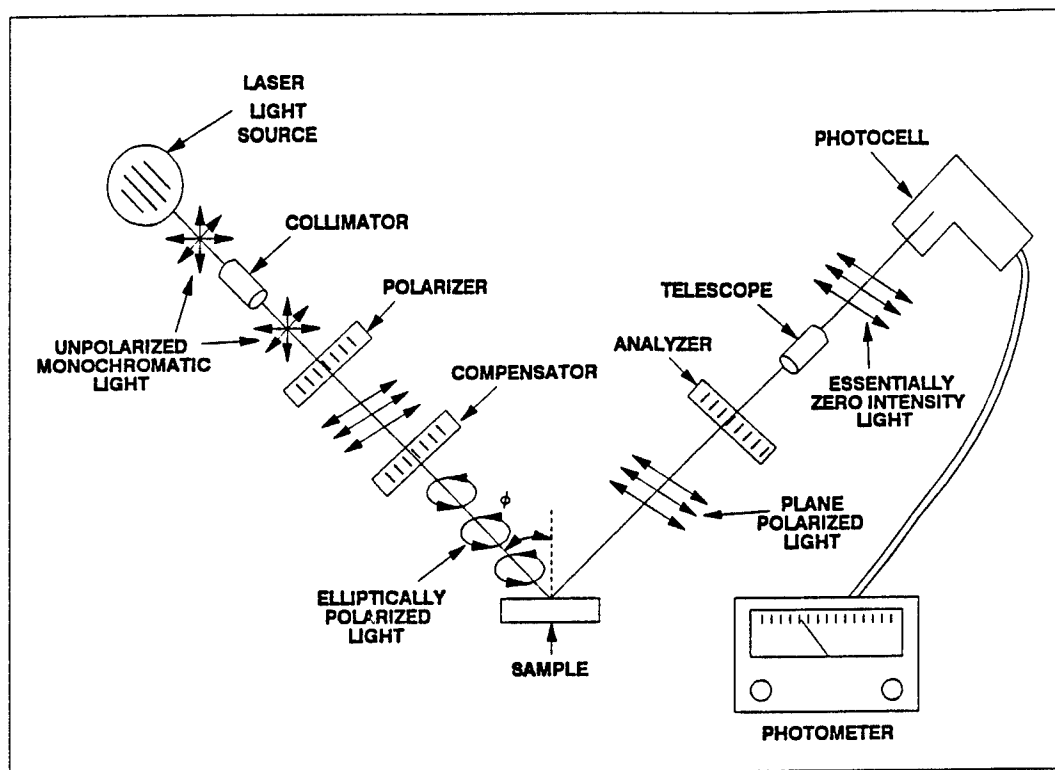 LASER
LIGHT
SOURCE
COLLIMATOR
POLARIZER
UNPOLARIZED
MONOCHROMATIC
LIGHT
COMPENSATOR
ϕ
ELLIPTICALLY
POLARIZED
LIGHT
SAMPLE
PHOTOCELL
TELESCOPE
ANALYZER
ESSENTIALLY
ZERO INTENSITY
LIGHT
PLANE
POLARIZED
LIGHT
PHOTOMETER